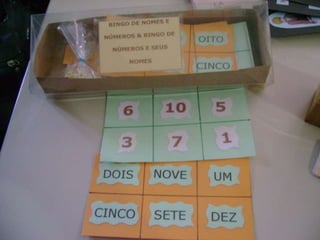 BINGO DE NOMES E
NÚMEROS & BINGO DE
NÚMEROS E SEUS
NOMES
OITO
CINCO
6 10 5
3 7 1
DOIS NOVE UM
CINCO SETE DEZ